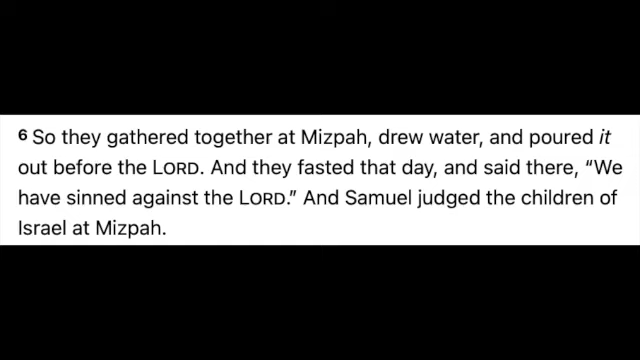 6 So they gathered together at Mizpah, drew water, and poured it
out before the LORD. And they fasted that day, and said there, “We
have sinned against the LORD.” And Samuel judged the children of
Israel at Mizpah.